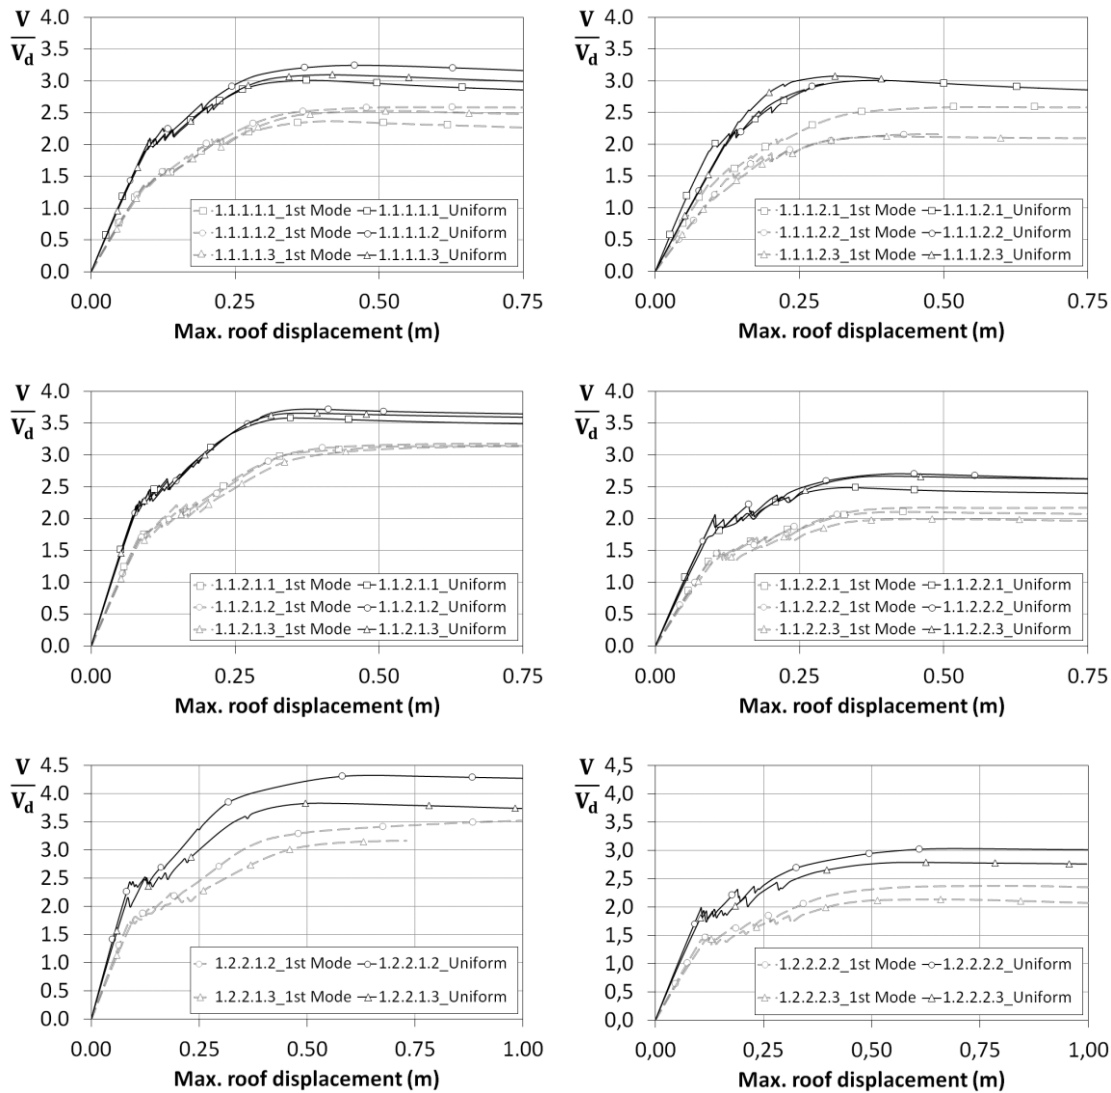 V/Vd
4.0
3.5
3.0
2.5
2.0
1.5
1.0
0.5
0.0
1.1.1.1.1_1st Mode 1.1.1.1.1_Uniform
1.1.1.1.2_1st Mode 1.1.1.1.2_Uniform
1.1.1.1.3_1st Mode 1.1.1.1.3_Uniform
0.00 0.25 0.50 0.75
Max. roof displacement (m)
V/Vd
4.0
3.5
3.0
2.5
2.0
1.5
1.0
0.5
0.0
1.1.1.2.1_1st Mode 1.1.1.2.1_Uniform
1.1.1.2.2_1st Mode 1.1.1.2.2_Uniform
1.1.1.2.3_1st Mode 1.1.1.2.3_Uniform
0.00 0.25 0.50 0.75
Max. roof displacement (m)
V/Vd
4.0
3.5
3.0
2.5
2.0
1.5
1.0
0.5
0.0
1.1.2.1.1_1st Mode 1.1.2.1.1_Uniform
1.1.2.1.2_1st Mode 1.1.2.1.2_Uniform
1.1.2.1.3_1st Mode 1.1.2.1.3_Uniform
0.00 0.25 0.50 0.75
Max. roof displacement (m)
V/Vd
4.0
3.5
3.0
2.5
2.0
1.5
1.0
0.5
0.0
1.1.2.2.1_1st Mode 1.1.2.2.1_Uniform
1.1.2.2.2_1st Mode 1.1.2.2.2_Uniform
1.1.2.2.3_1st Mode 1.1.2.2.3_Uniform
0.00 0.25 0.50 0.75
Max. roof displacement (m)
V/Vd
4.5
4.0
3.5
3.0
2.5
2.0
1.5
1.0
0.5
0.0
1.2.2.1.2_1st Mode 1.2.2.1.2_Uniform
1.2.2.1.3_1st Mode 1.2.2.1.3_Uniform
0.00 0.25 0.50 0.75 1.00
Max. roof displacement (m)
V/Vd
4,5
4,0
3,5
3,0
2,5
2,0
1,5
1,0
0,5
0,0
1.2.2.2.2_1st Mode 1.2.2.2.2_Uniform
1.2.2.2.3_1st Mode 1.2.2.2.3_Uniform
0,00 0,25 0,50 0,75 1,00
Max. roof displacement (m)